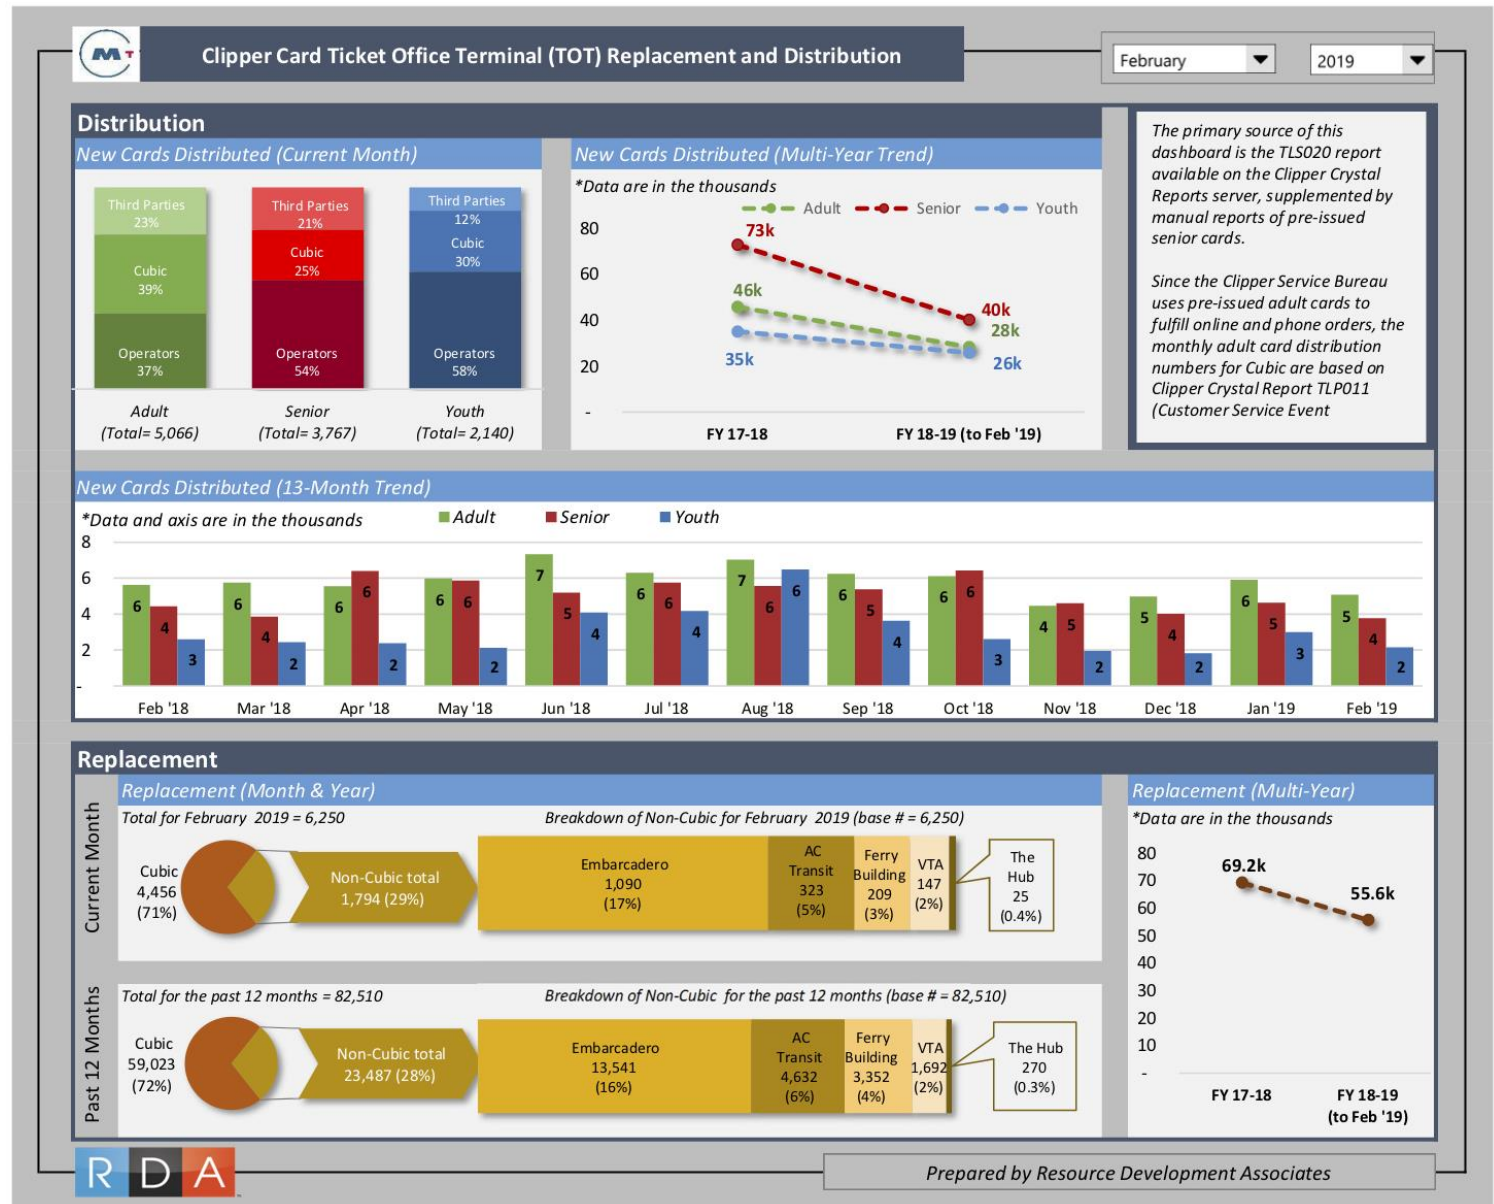 M T
Clipper Card Ticket Office Terminal (TOT) Replacement and Distribution
February
2019
Distribution
New Cards Distributed (Current Month)
Third Parties
23%
Cubic
39%
Operators
37%
Third Parties
21%
Cubic
25%
Operators
54%
Third Parties
12%
Cubic
30%
Operators
58%
Adult
(Total= 5,066)
Senior
(Total= 3,767)
Youth
(Total= 2,140)
New Cards Distributed (Multi-Year Trend)
*Data are in the thousands
Adult Senior Youth
80
60
40
20
-
73k
46k
35k
40k
28k
26k
FY 17-18
FY 18-19 (to Feb '19)
The primary source of this
dashboard is the TLS020 report
available on the Clipper Crystal
Reports server, supplemented by
manual reports of pre-issued
senior cards.
Since the Clipper Service Bureau
uses pre-issued adult cards to
fulfill online and phone orders, the
monthly adult card distribution
numbers for Cubic are based on
Clipper Crystal Report TLP011
(Customer Service Event
New Cards Distributed (13-Month Trend)
*Data and axis are in the thousands
Adult Senior Youth
8
6
4
2
-
6 4 3
6 4 2
6 6 2
6 6 2
7 5 4
6 6 4
7 6 6
6 5 4
6 6 3
4 5 2
5 4 2
6 5 3
5 4 2
Feb '18 Mar '18 Apr '18 May '18 Jun '18 Jul '18 Aug '18 Sep '18 Oct '18 Nov '18 Dec '18 Jan '19 Feb '19
Replacement
Current Month
Replacement (Month & Year)
Total for February 2019 = 6,250
Breakdown of Non-Cubic for February 2019 (base # = 6,250)
Cubic
4,456
(71%)
Non-Cubic total
1,794 (29%)
Embarcadero
1,090
(17%)
AC
Transit
323
(5%)
Ferry
Building
209
(3%)
VTA
147
(2%)
The
Hub
25
(0.4%)
Past 12 Months
Total for the past 12 months = 82,510
Breakdown of Non-Cubic for the past 12 months (base # = 82,510)
Cubic
59,023
(72%)
Non-Cubic total
23,487 (28%)
Embarcadero
13,541
(16%)
AC
Transit
4,632
(6%)
Ferry
Building
3,352
(4%)
VTA
1,692
(2%)
The Hub
270
(0.3%)
Replacement (Multi-Year)
*Data are in the thousands
80
70
60
50
40
30
20
10
-
69.2k
55.6k
FY 17-18
FY 18-19
(to Feb '19)
RDA
Prepared by Resource Development Associates